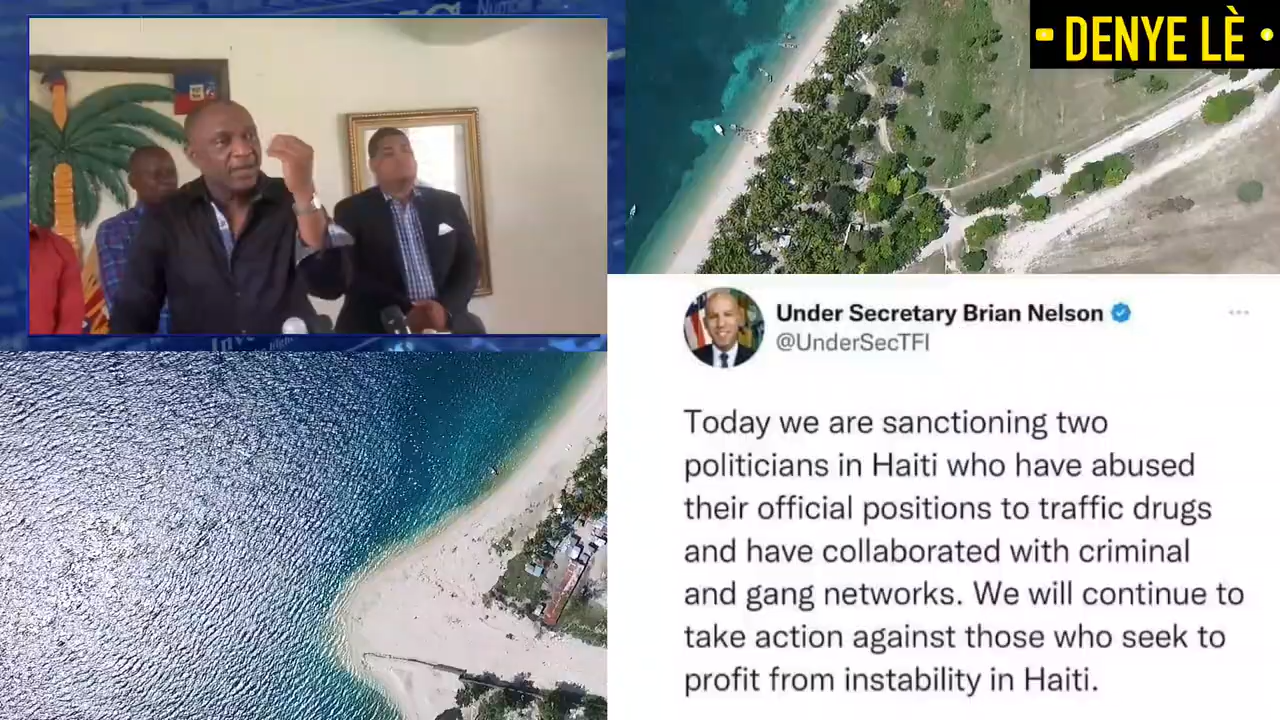 DENYE LÈ
Under Secretary Brian Nelson
@UnderSecTFI
Today we are sanctioning two
politicians in Haiti who have abused
their official positions to traffic drugs
and have collaborated with criminal
and gang networks. We will continue to
take action against those who seek to
profit from instability in Haiti.